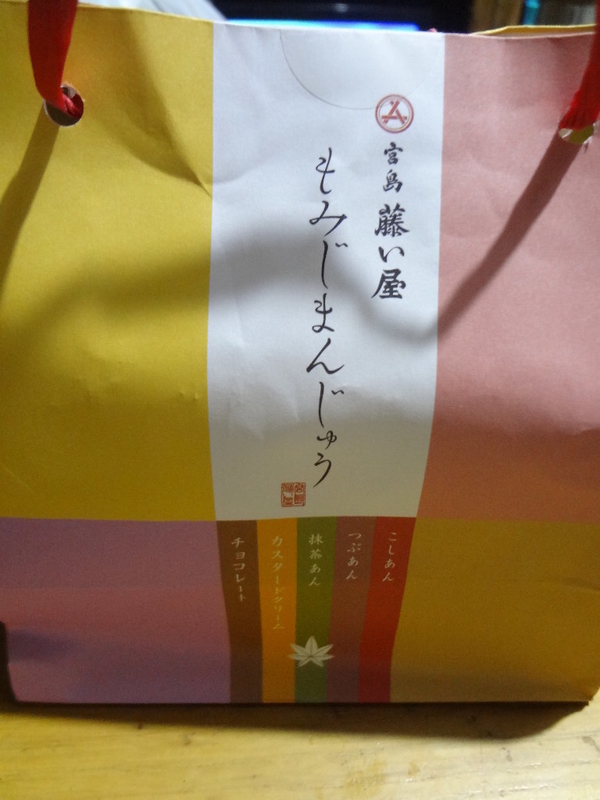 宮島 藤い屋
もみじまんじゅう
こしあん
つぶあん
抹茶あん
カスタードクリーム
チョコレート